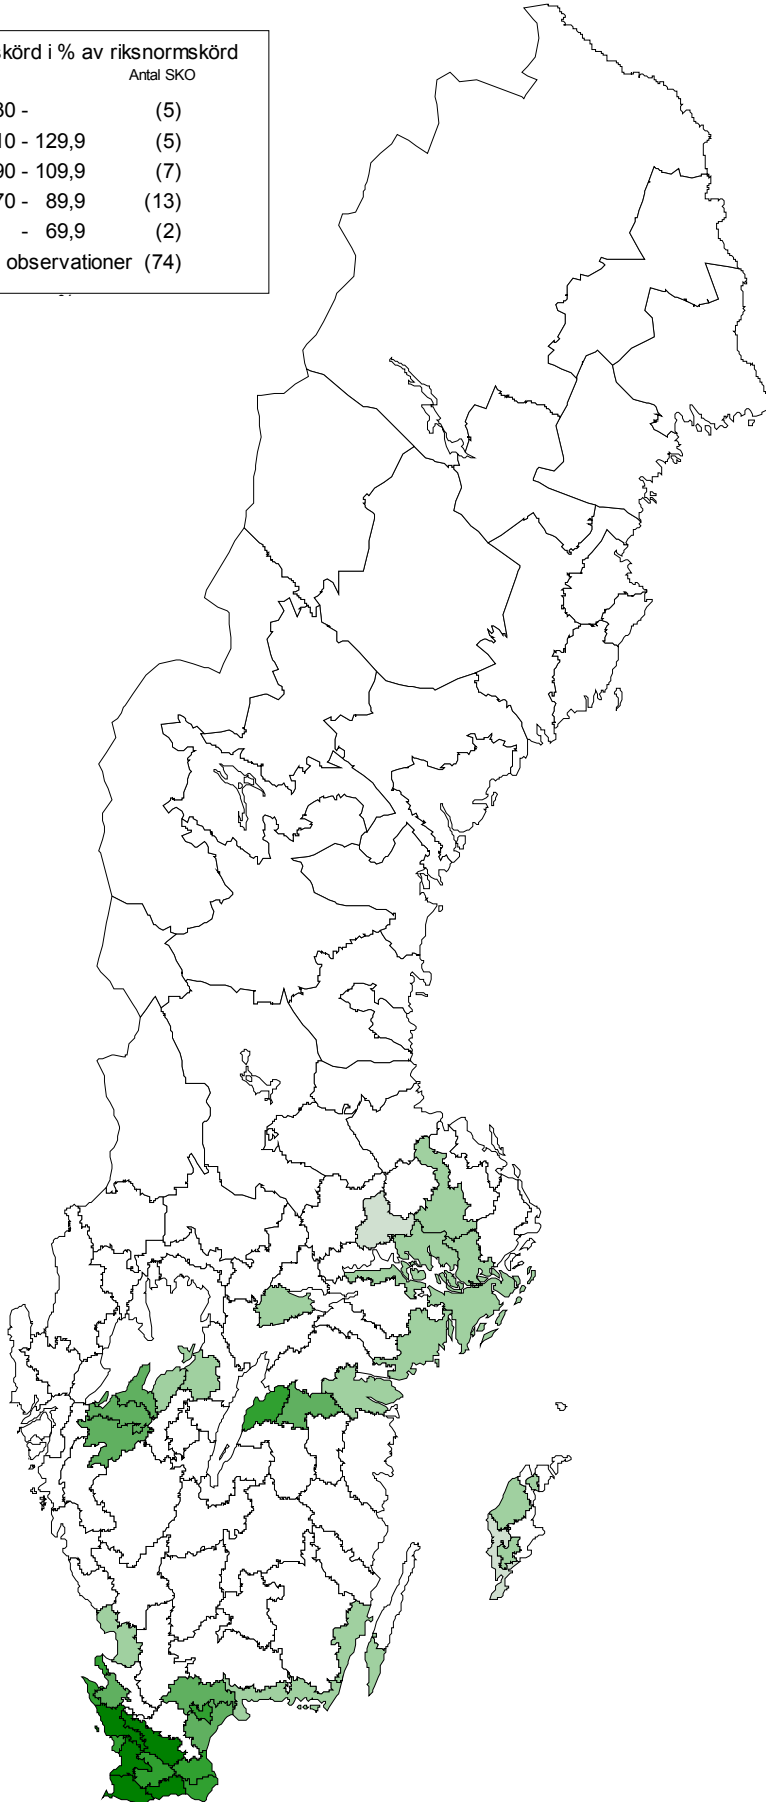 skörd i % av riksnormskörd
Antal SKO
30 - (5)
10 - 129,9 (5)
90 - 109,9 (7)
70 - 89,9 (13)
- 69,9 (2)
observationer (74)